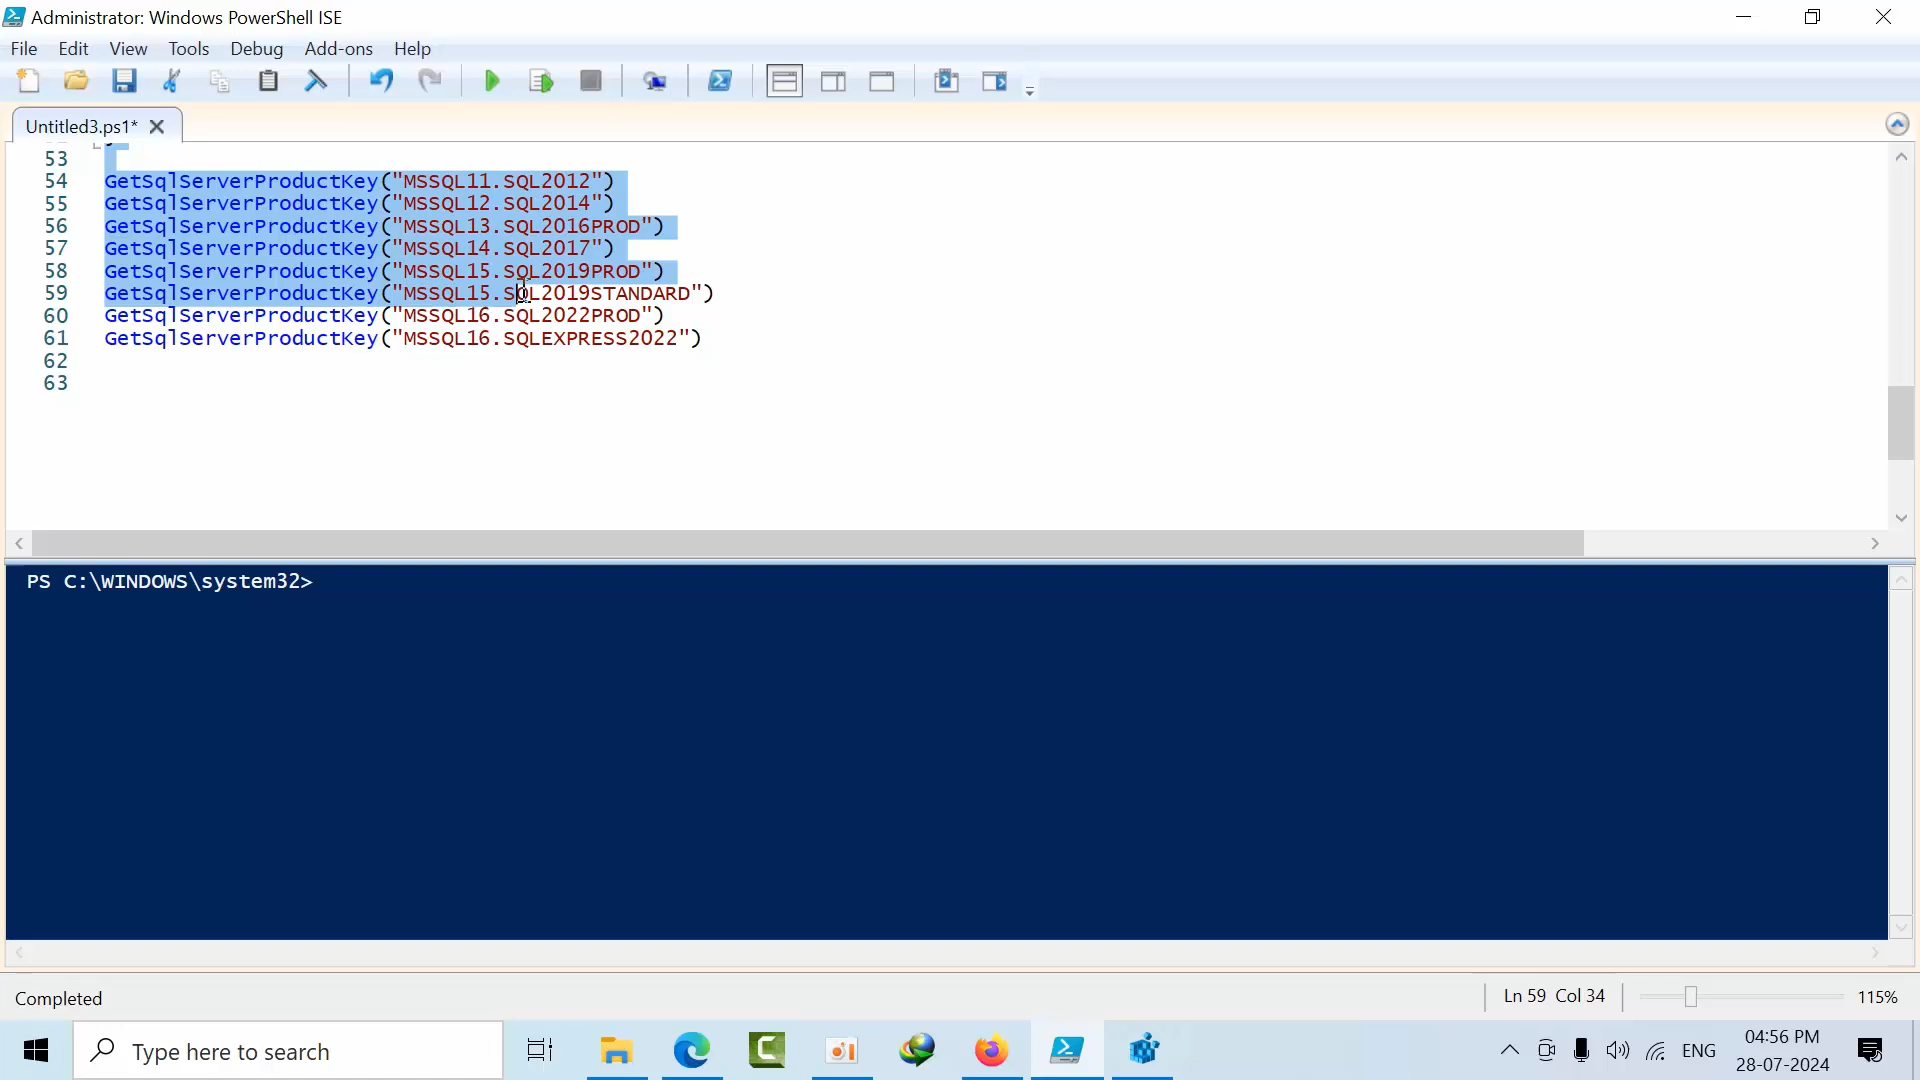 Administrator: Windows PowerShell ISE
File Edit View Tools Debug Add-ons Help
Untitled3.ps1*
53
54 GetSqlServerProductKey("MSSQL11.SQL2012")
55 GetSqlServerProductKey("MSSQL12.SQL2014")
56 GetSqlServerProductKey("MSSQL13.SQL2016PROD")
57 GetSqlServerProductKey("MSSQL14.SQL2017")
58 GetSqlServerProductKey("MSSQL15.SQL2019PROD")
59 GetSqlServerProductKey("MSSQL15.SQL2019STANDARD")
60 GetSqlServerProductKey("MSSQL16.SQL2022PROD")
61 GetSqlServerProductKey("MSSQL16.SQLEXPRESS2022")
62
63
PS C:\WINDOWS\system32>
Completed
Ln 59 Col 34
115%
Type here to search
ENG
04:56 PM
28-07-2024